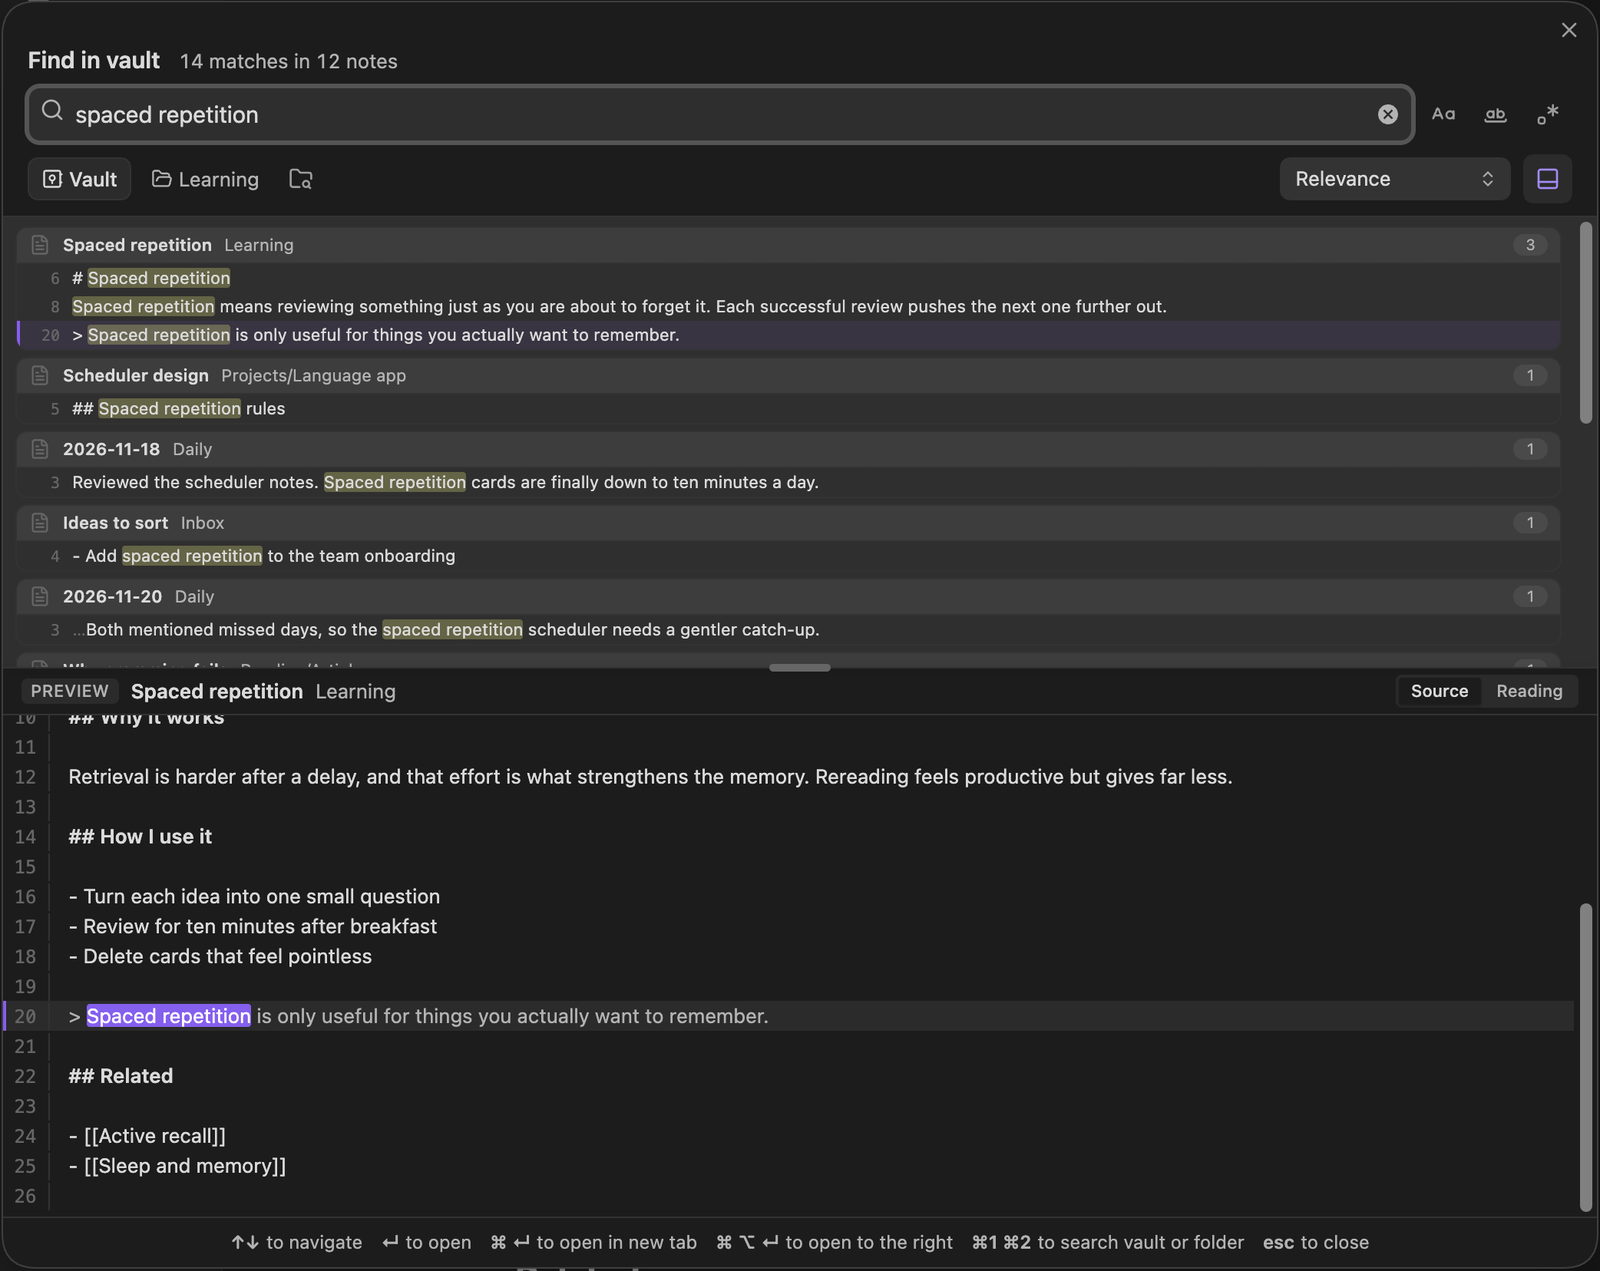 Find in vault 14 matches in 12 notes
spaced repetition
Aa ab
Vault Learning
Relevance
Spaced repetition Learning 3
6 # Spaced repetition
8 Spaced repetition means reviewing something just as you are about to forget it. Each successful review pushes the next one further out.
20 > Spaced repetition is only useful for things you actually want to remember.
Scheduler design Projects/Language app 1
5 ## Spaced repetition rules
2026-11-18 Daily 1
3 Reviewed the scheduler notes. Spaced repetition cards are finally down to ten minutes a day.
Ideas to sort Inbox 1
4 - Add spaced repetition to the team onboarding
2026-11-20 Daily 1
3 ...Both mentioned missed days, so the spaced repetition scheduler needs a gentler catch-up.
PREVIEW Spaced repetition Learning
Source Reading
10 ## Why it works
11
12 Retrieval is harder after a delay, and that effort is what strengthens the memory. Rereading feels productive but gives far less.
13
14 ## How I use it
15
16 - Turn each idea into one small question
17 - Review for ten minutes after breakfast
18 - Delete cards that feel pointless
19
20 > Spaced repetition is only useful for things you actually want to remember.
21
22 ## Related
23
24 - [[Active recall]]
25 - [[Sleep and memory]]
26
↑↓ to navigate ↵ to open ⌘ ↵ to open in new tab ⌘ ⌥ ↵ to open to the right ⌘1 ⌘2 to search vault or folder esc to close